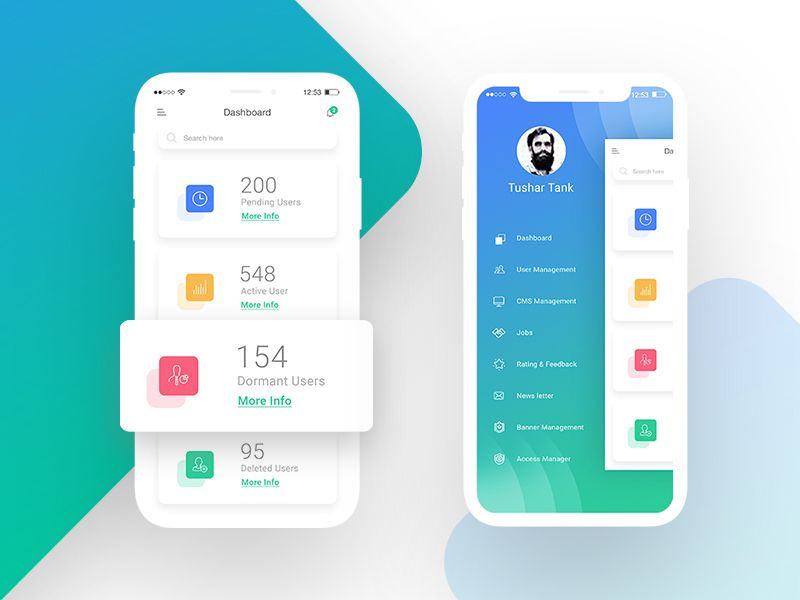 12:53
Dashboard
2
Search here
200
Pending Users
More Info
548
Active User
More Info
154
Dormant Users
More Info
95
Deleted Users
More Info
12:53
Tushar Tank
Dashboard
User Management
CMS Management
Jobs
Rating & Feedback
News letter
Banner Management
Access Manager
Da
Search here